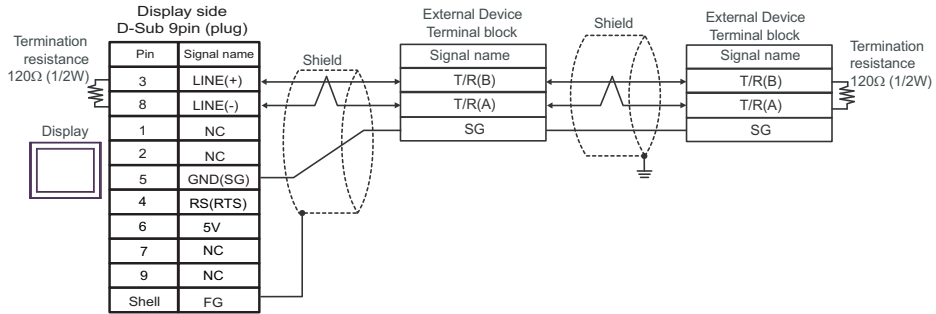 Display side
D-Sub 9pin (plug)
Termination
resistance
120Ω (1/2W)
Pin Signal name
3 LINE(+)
8 LINE(-)
1 NC
2 NC
5 GND(SG)
4 RS(RTS)
6 5V
7 NC
9 NC
Shell FG
Display
Shield
External Device
Terminal block
Signal name
T/R(B)
T/R(A)
SG
Shield
External Device
Terminal block
Signal name
T/R(B)
T/R(A)
SG
Termination
resistance
120Ω (1/2W)